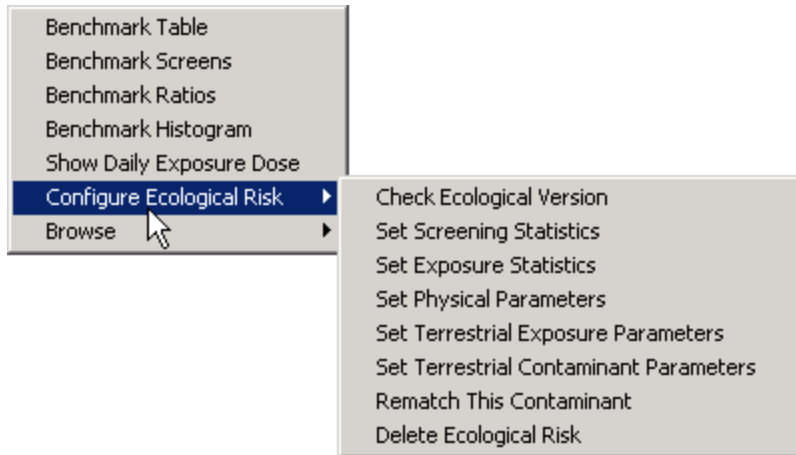 Benchmark Table
Benchmark Screens
Benchmark Ratios
Benchmark Histogram
Show Daily Exposure Dose
Configure Ecological Risk
Browse
Check Ecological Version
Set Screening Statistics
Set Exposure Statistics
Set Physical Parameters
Set Terrestrial Exposure Parameters
Set Terrestrial Contaminant Parameters
Rematch This Contaminant
Delete Ecological Risk